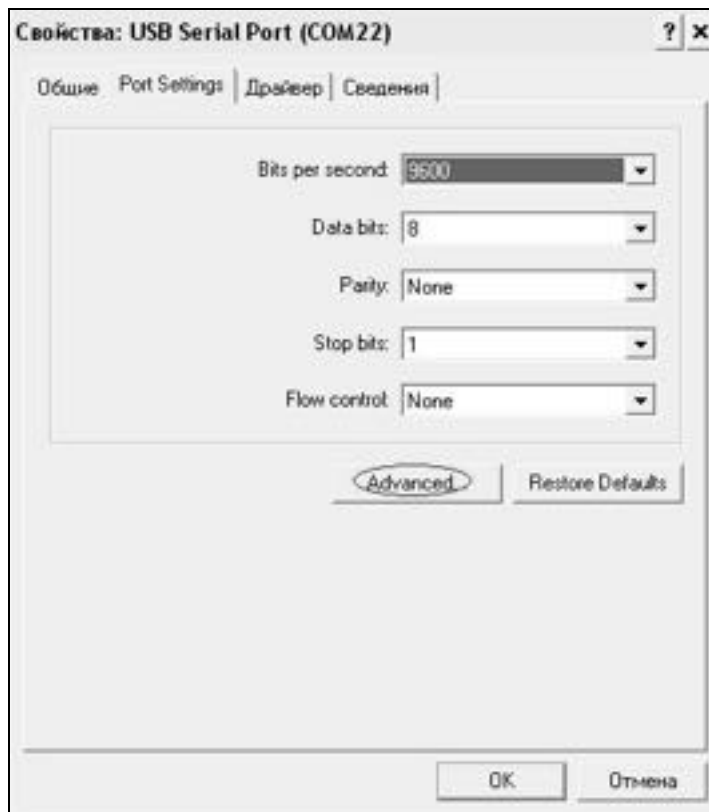 Свойства: USB Serial Port (COM22)
Общие Port Settings Драйвер Сведения
Bits per second: 9600
Data bits: 8
Parity: None
Stop bits: 1
Flow control: None
Advanced... Restore Defaults
OK Отмена